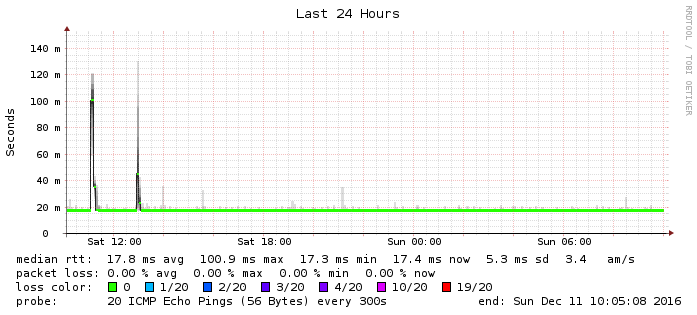 Last 24 Hours
RRDTOOL / TOBI OETIKER
Seconds
140 m
120 m
100 m
80 m
60 m
40 m
20 m
0
Sat 12:00 Sat 18:00 Sun 00:00 Sun 06:00
median rtt: 17.8 ms avg 100.9 ms max 17.3 ms min 17.4 ms now 5.3 ms sd 3.4 am/s
packet loss: 0.00 % avg 0.00 % max 0.00 % min 0.00 % now
loss color: 0 1/20 2/20 3/20 4/20 10/20 19/20
probe: 20 ICMP Echo Pings (56 Bytes) every 300s end: Sun Dec 11 10:05:08 2016